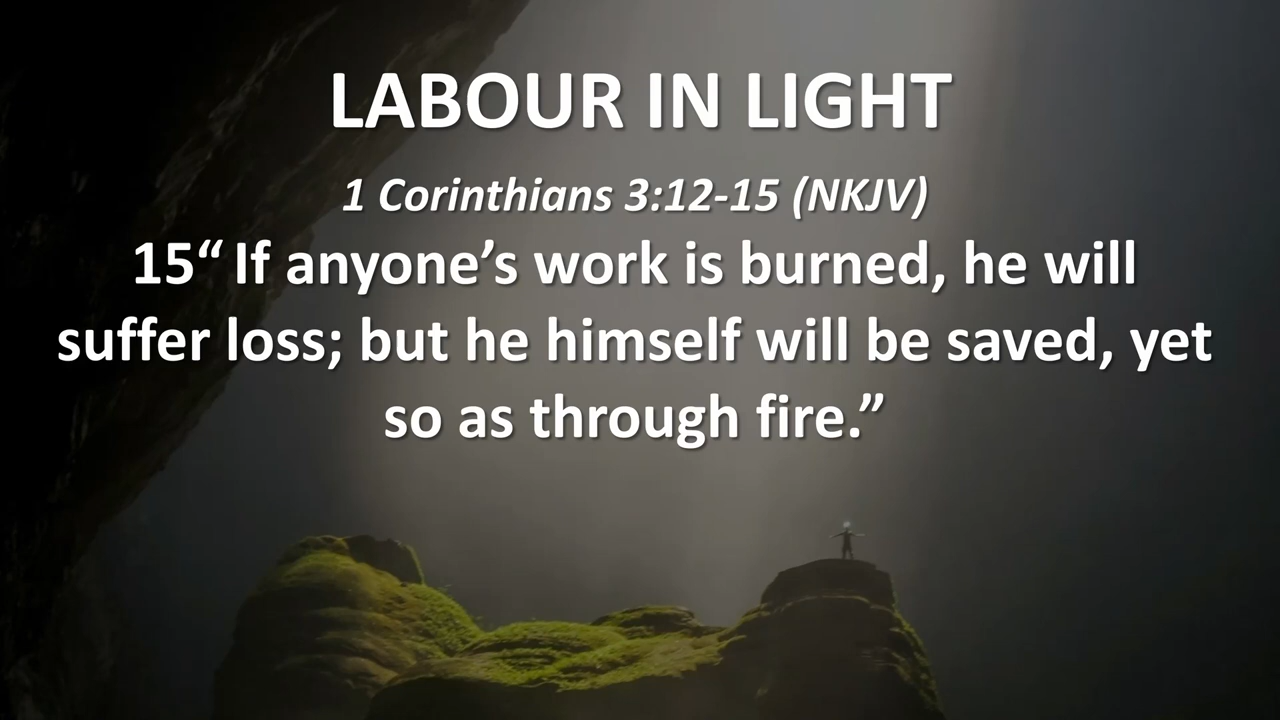 LABOUR IN LIGHT
1 Corinthians 3:12-15 (NKJV)
15“ If anyone’s work is burned, he will
suffer loss; but he himself will be saved, yet
so as through fire.”